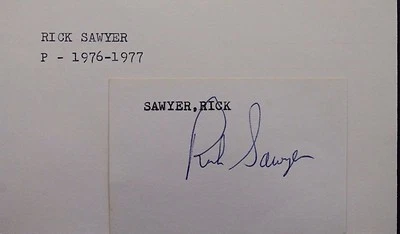 RICK SAWYER
P - 1976-1977
SAWYER,RICK
Rick Sawyer